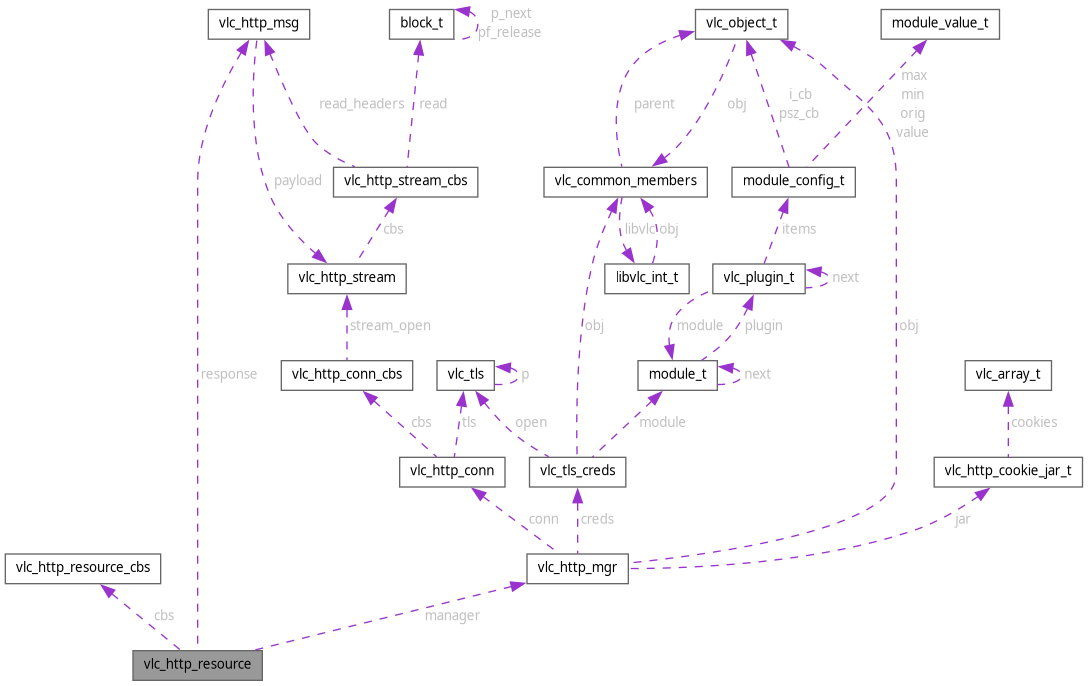 vlc_http_msg
block_t
p_next
pf_release
vlc_object_t
module_value_t
read_headers
read
parent
obj
i_cb
psz_cb
max
min
orig
value
payload
vlc_http_stream_cbs
vlc_common_members
module_config_t
cbs
libvlc
obj
items
vlc_http_stream
libvlc_int_t
vlc_plugin_t
next
stream_open
obj
module
plugin
obj
response
vlc_http_conn_cbs
vlc_tls
p
module_t
next
vlc_array_t
cbs
tls
open
module
cookies
vlc_http_conn
vlc_tls_creds
vlc_http_cookie_jar_t
conn
creds
jar
vlc_http_resource_cbs
vlc_http_mgr
cbs
manager
vlc_http_resource